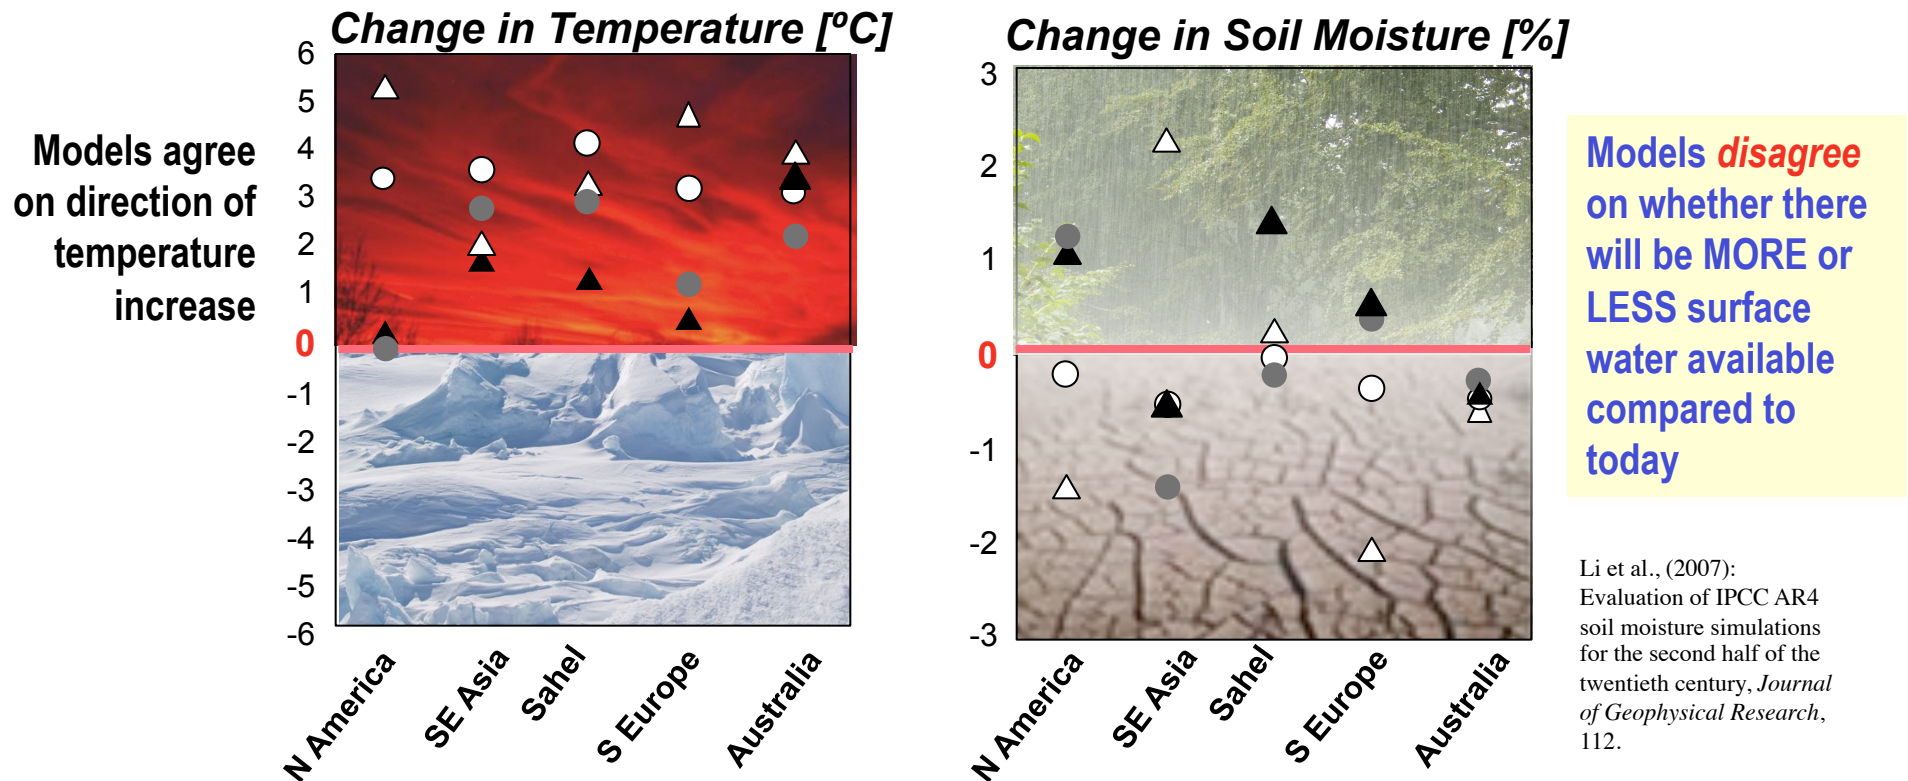 Change in Temperature [ºC]
6
5
4
3
2
1
0
-1
-2
-3
-4
-5
-6
N America
SE Asia
Sahel
S Europe
Australia
Models agree
on direction of
temperature
increase
Change in Soil Moisture [%]
3
2
1
0
-1
-2
-3
N America
SE Asia
Sahel
S Europe
Australia
Models disagree
on whether there
will be MORE or
LESS surface
water available
compared to
today
Li et al., (2007):
Evaluation of IPCC AR4
soil moisture simulations
for the second half of the
twentieth century, Journal
of Geophysical Research,
112.